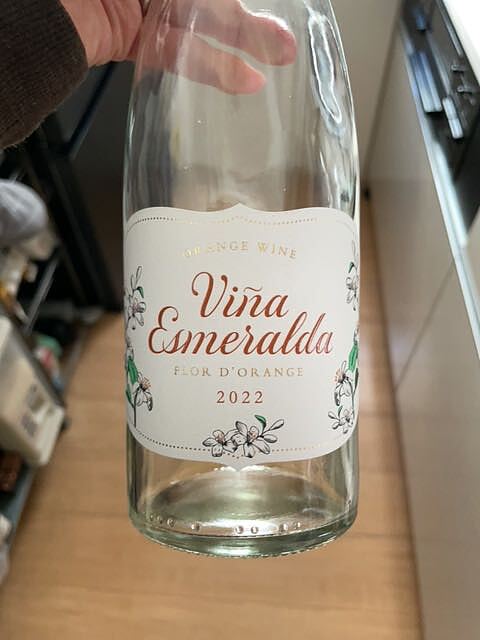 ORANGE WINE
Viña
Esmeralda
FLOR D'ORANGE
2022